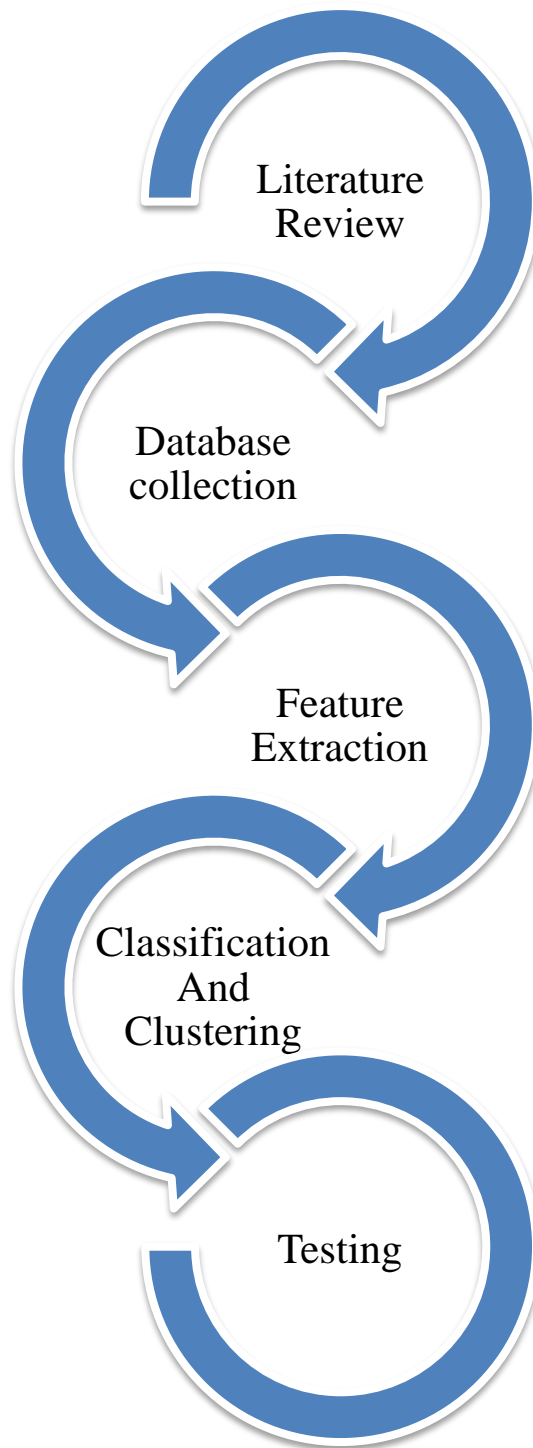 Literature
Review
Database
collection
Feature
Extraction
Classification
And
Clustering
Testing